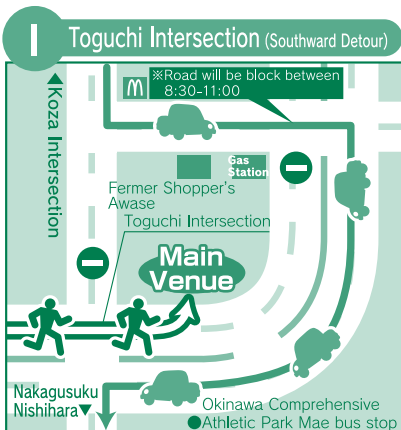 1 Toguchi Intersection (Southward Detour)
※Road will be block between
8:30-11:00
▲Koza Intersection
Gas
Station
Fermer Shopper's
Awase
Toguchi Intersection
Main
Venue
Nakagusuku
Nishihara▼
Okinawa Comprehensive
●Athletic Park Mae bus stop